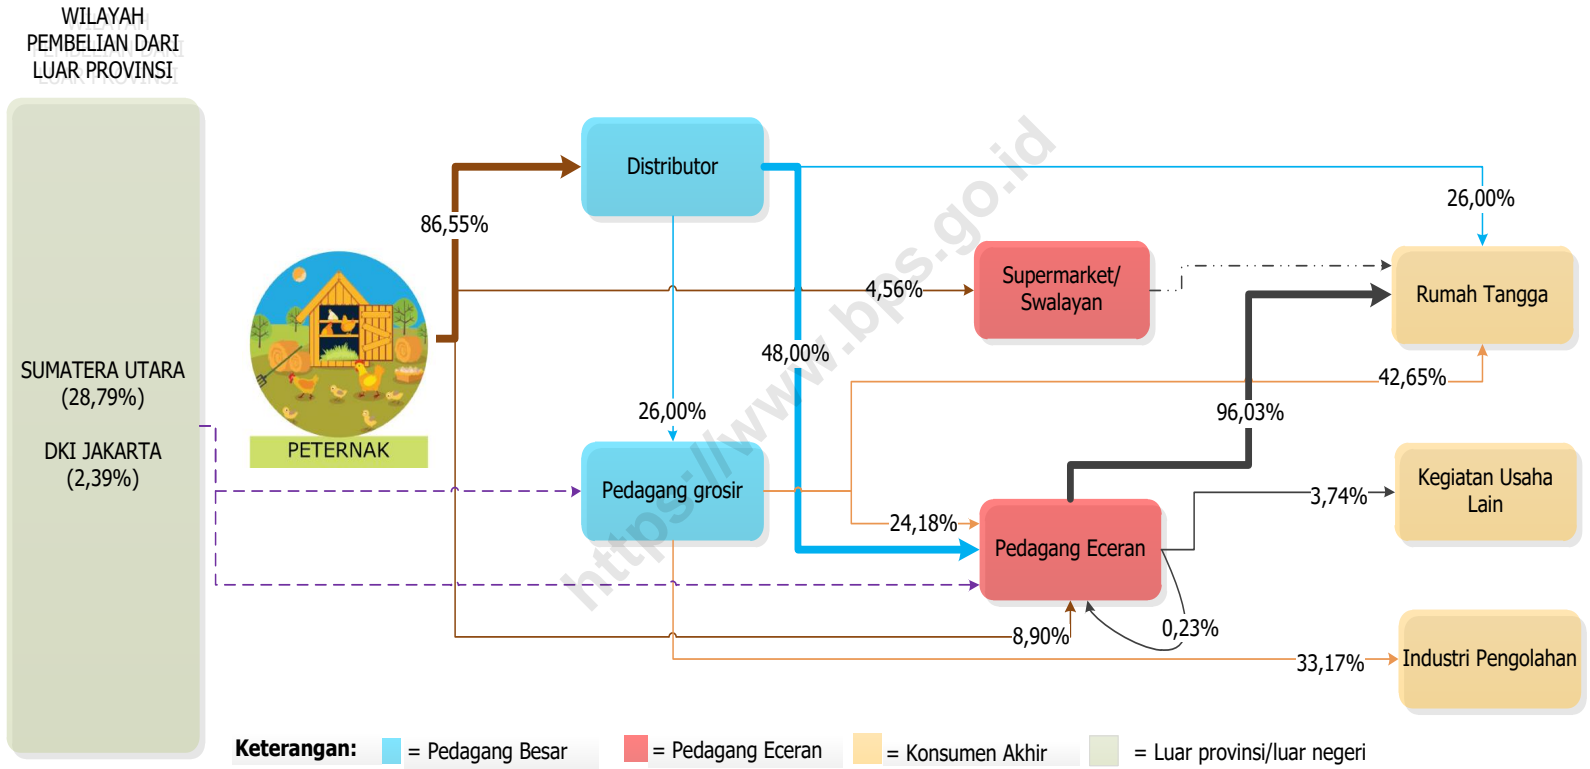 WILAYAH
PEMBELIAN DARI
LUAR PROVINSI
SUMATERA UTARA
(28,79%)
DKI JAKARTA
(2,39%)
PETERNAK
86,55%
Distributor
26,00%
4,56%
Supermarket/
Swalayan
26,00%
Rumah Tangga
48,00%
42,65%
96,03%
Pedagang grosir
24,18%
Pedagang Eceran
3,74%
Kegiatan Usaha
Lain
8,90%
0,23%
33,17%
Industri Pengolahan
https://www.bps.go.id
Keterangan:
= Pedagang Besar
= Pedagang Eceran
= Konsumen Akhir
= Luar provinsi/luar negeri